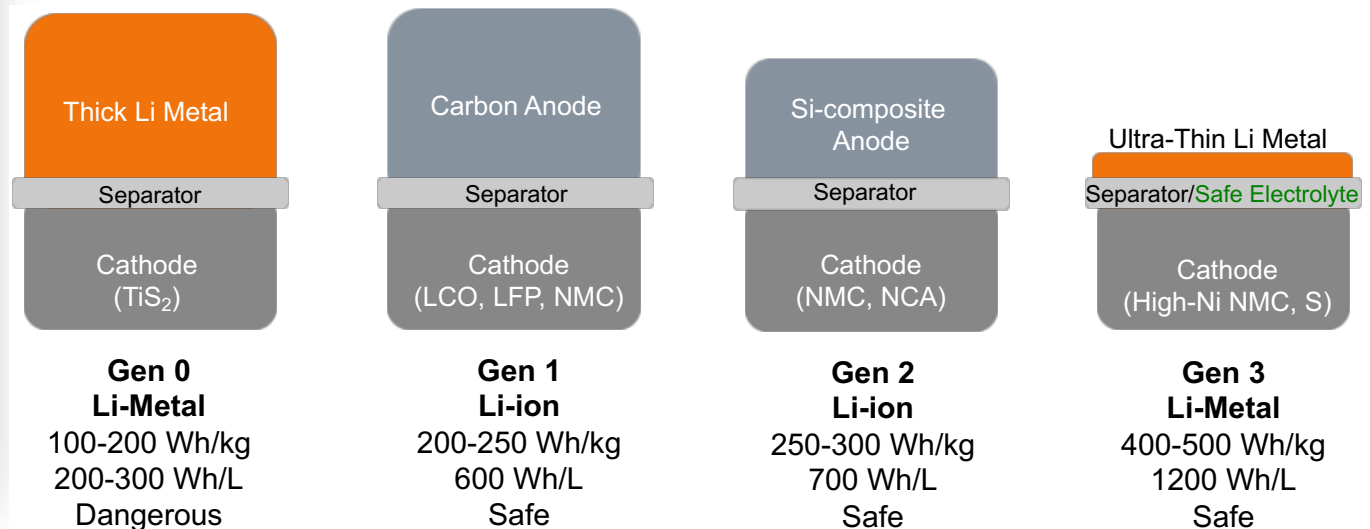 Thick Li Metal
Separator
Cathode
(TiS₂)
Gen 0
Li-Metal
100-200 Wh/kg
200-300 Wh/L
Dangerous
Carbon Anode
Separator
Cathode
(LCO, LFP, NMC)
Gen 1
Li-ion
200-250 Wh/kg
600 Wh/L
Safe
Si-composite
Anode
Separator
Cathode
(NMC, NCA)
Gen 2
Li-ion
250-300 Wh/kg
700 Wh/L
Safe
Ultra-Thin Li Metal
Separator/Safe Electrolyte
Cathode
(High-Ni NMC, S)
Gen 3
Li-Metal
400-500 Wh/kg
1200 Wh/L
Safe